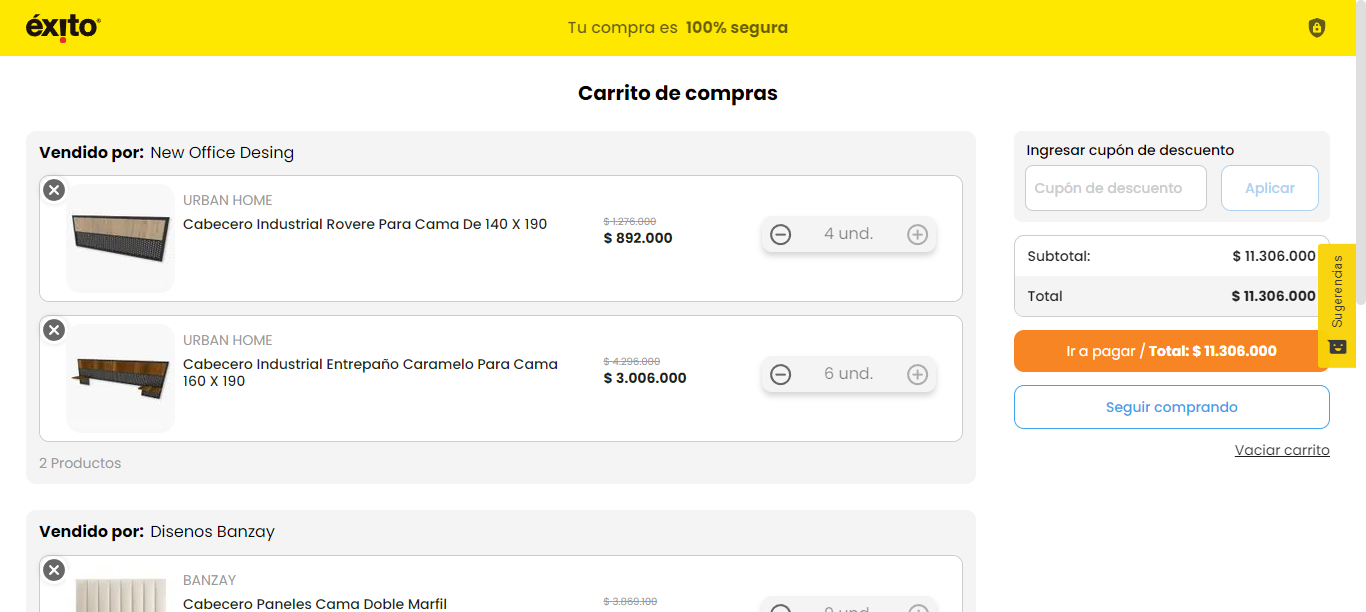 éxito
Tu compra es 100% segura
Carrito de compras
Vendido por: New Office Desing
URBAN HOME
Cabecero Industrial Rovere Para Cama De 140 X 190
$ 1.276.000
$ 892.000
4 und.
URBAN HOME
Cabecero Industrial Entrepaño Caramelo Para Cama
160 X 190
$ 4.296.000
$ 3.006.000
6 und.
2 Productos
Vendido por: Disenos Banzay
BANZAY
Cabecero Paneles Cama Doble Marfil
$ 3.869.100
Ingresar cupón de descuento
Cupón de descuento
Aplicar
Subtotal: $ 11.306.000
Total $ 11.306.000
Ir a pagar / Total: $ 11.306.000
Seguir comprando
Vaciar carrito
Sugerencias